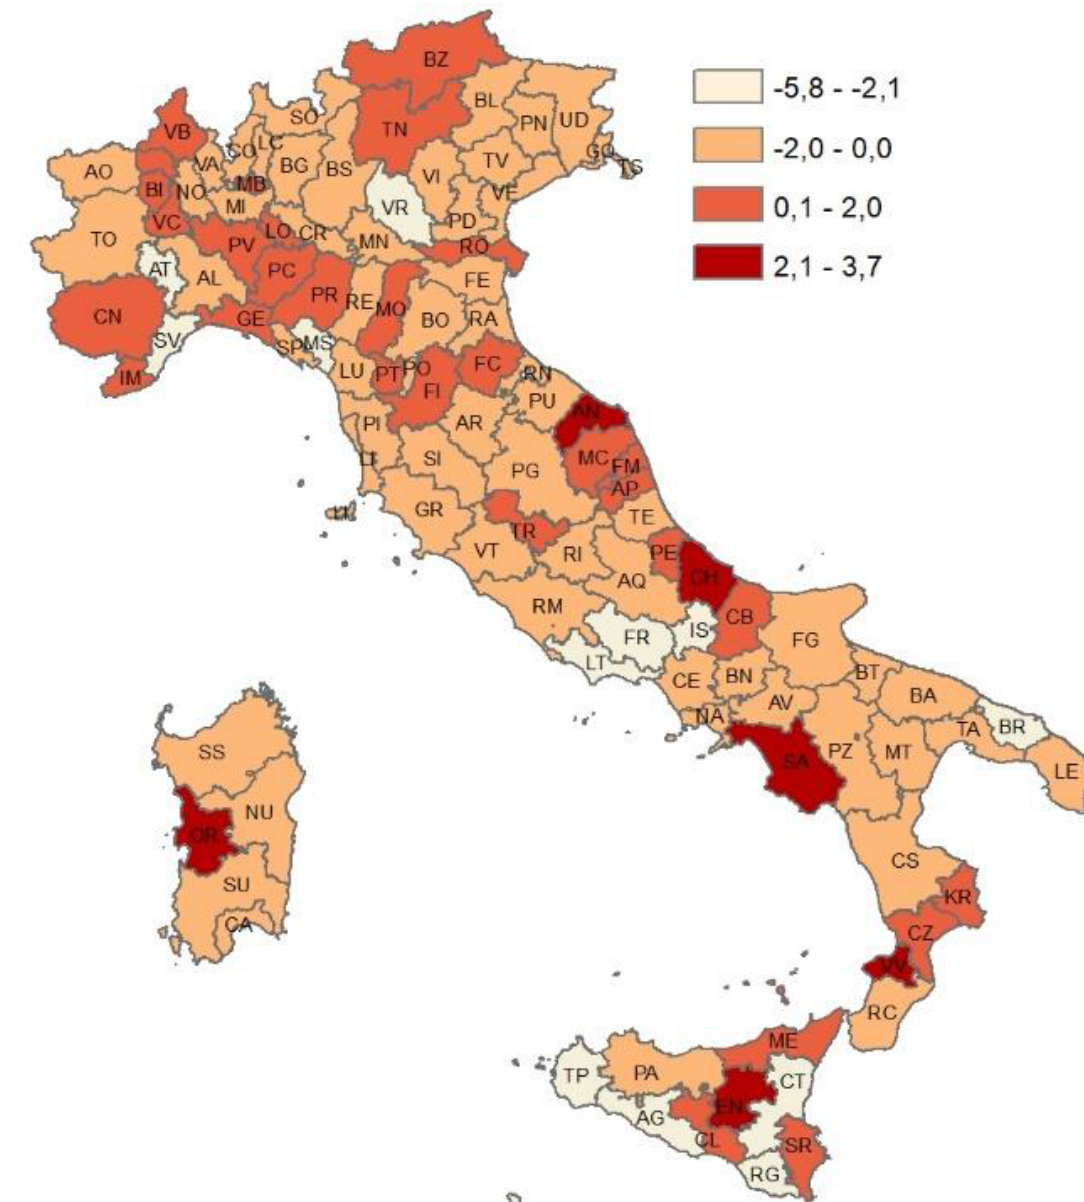 -5,8 - -2,1
-2,0 - 0,0
0,1 - 2,0
2,1 - 3,7
BZ
BL
SO
TN
PN
UD
VB
LC
CO
GO
TS
AO
VA
BG
BS
TV
VI
BI
NO
MB
VE
MI
VR
VC
LO
CR
PD
TO
PV
MN
RO
AT
AL
PC
FE
PR
RE
MO
CN
GE
BO
RA
SV
SP
MS
LU
PT
PO
FC
RN
IM
FI
PU
AN
PI
AR
MC
LI
SI
PG
FM
AP
GR
LI
TE
TR
VT
RI
PE
AQ
CH
RM
CB
FR
IS
FG
LT
CE
BN
BT
BA
AV
NA
TA
BR
SS
PZ
MT
SA
LE
NU
OR
CS
SU
KR
CA
CZ
VV
RC
ME
TP
PA
CT
EN
AG
CL
SR
RG